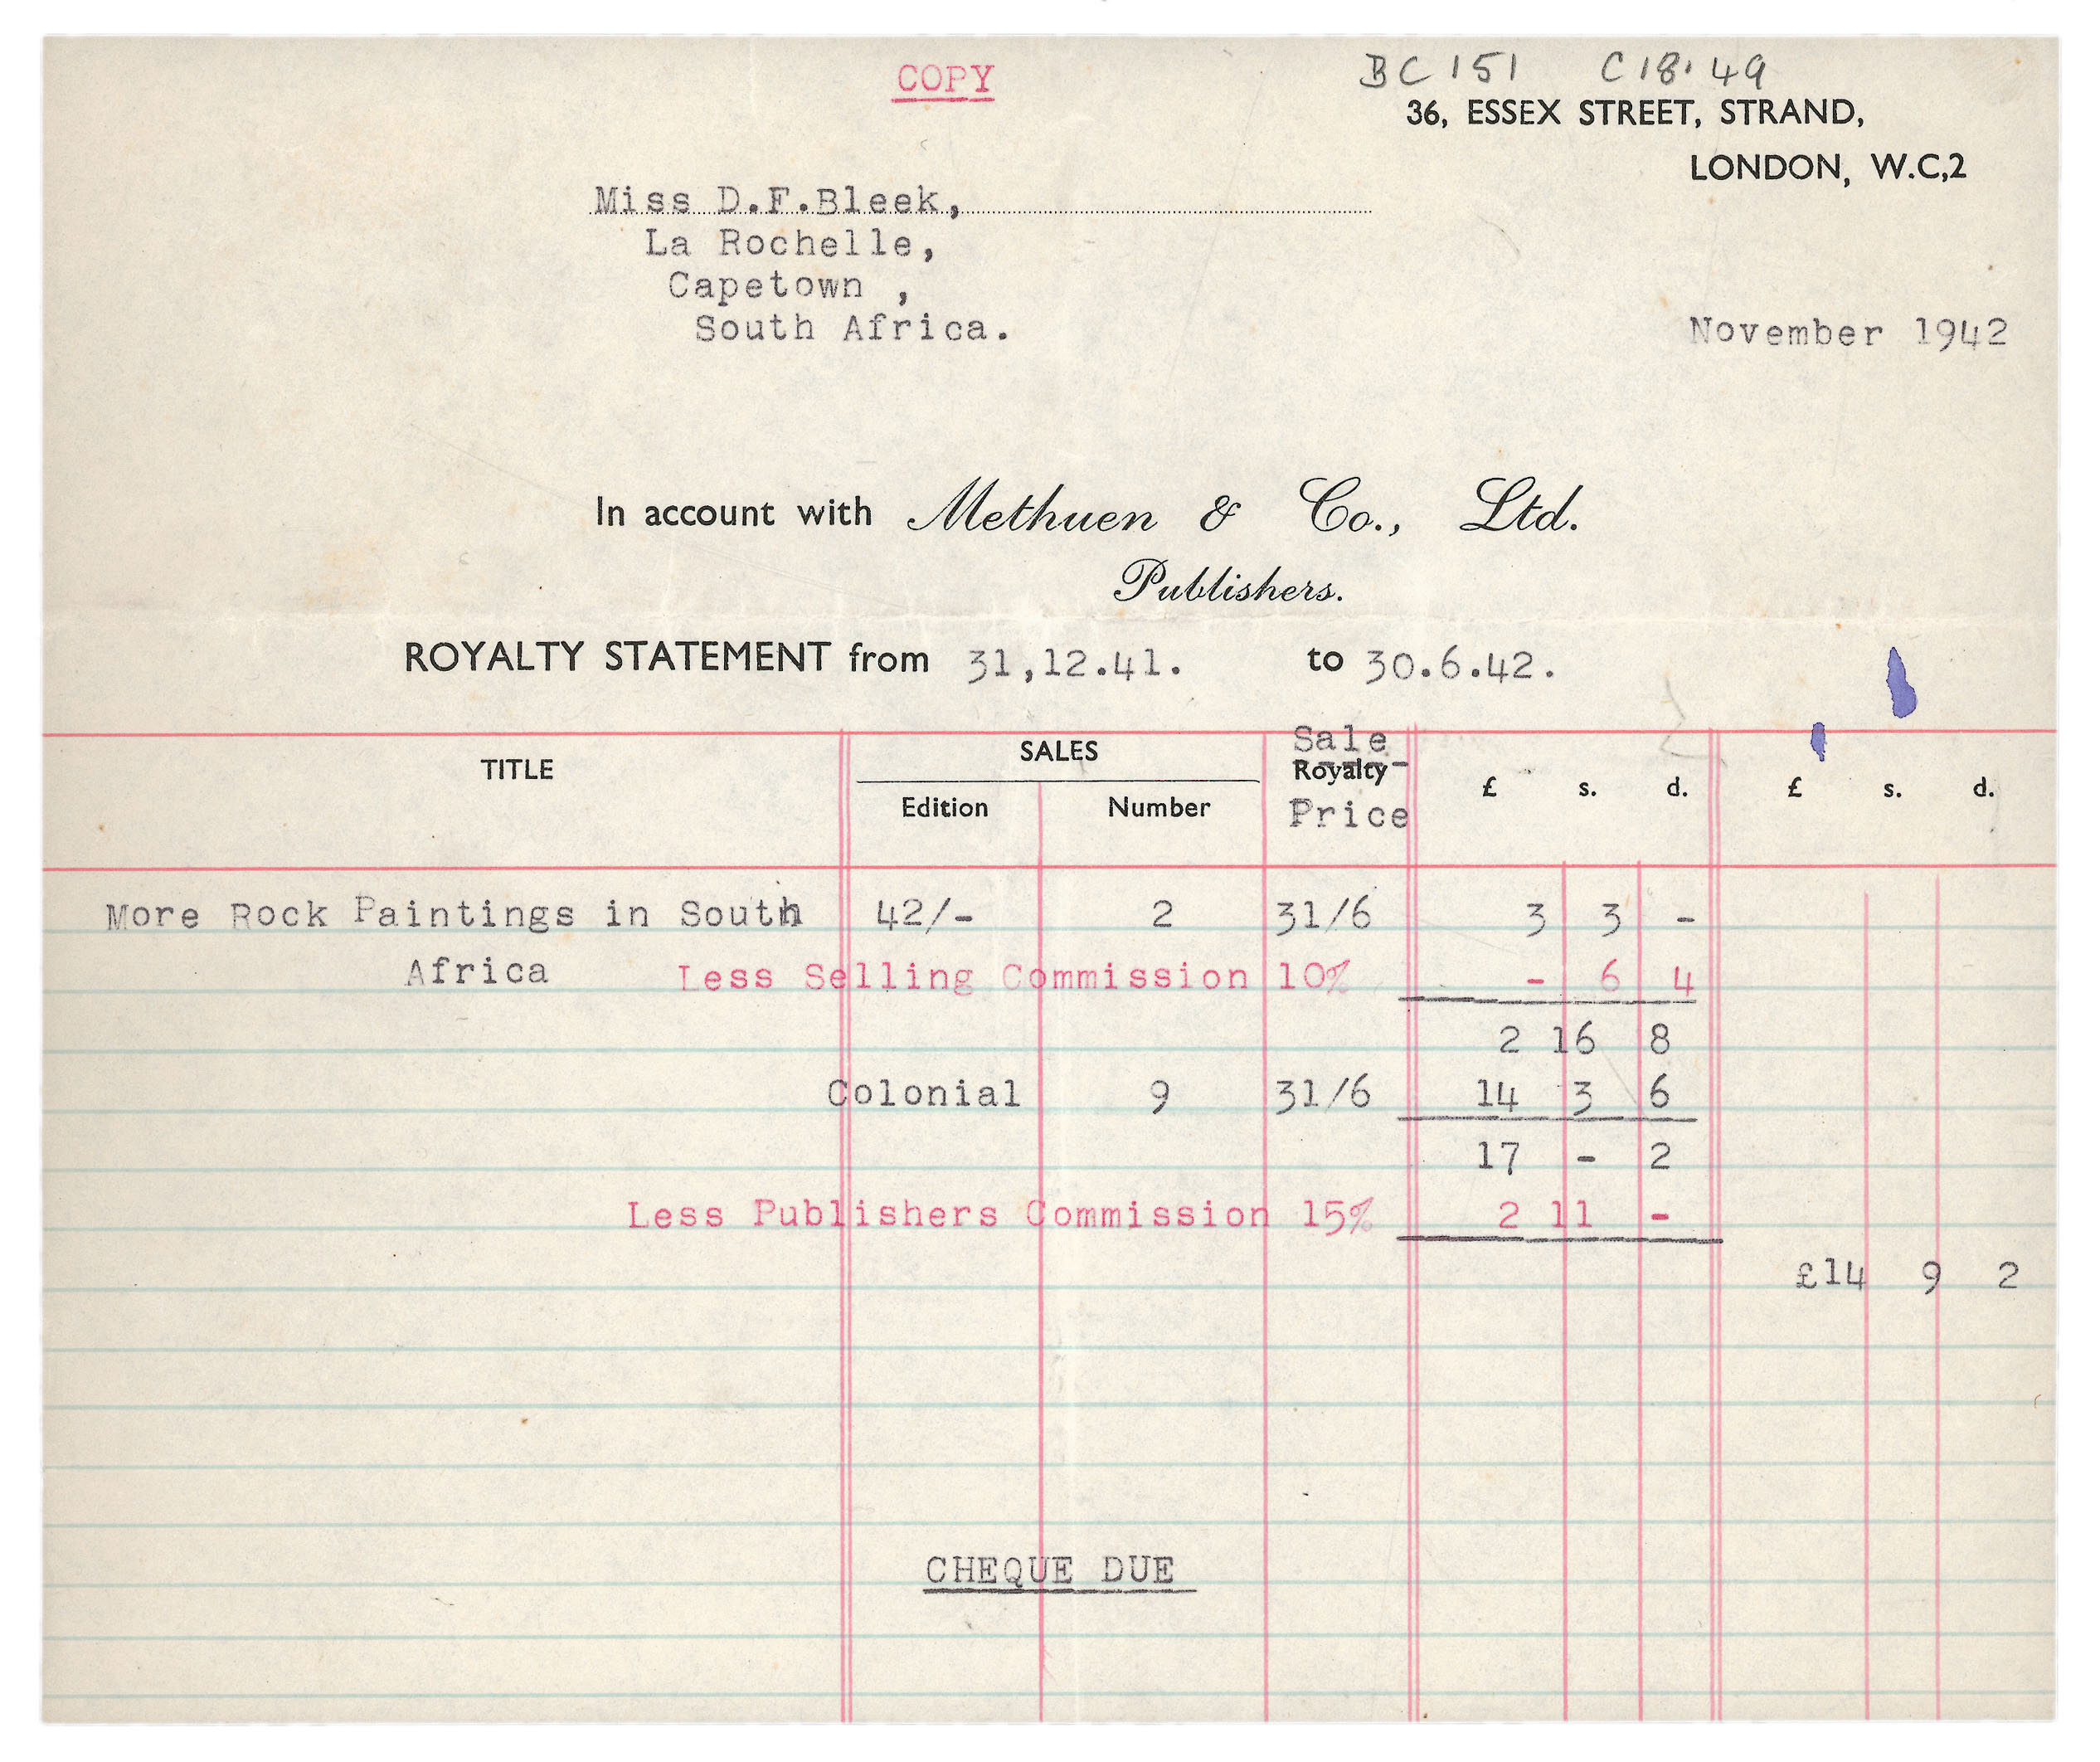 COPY
BC 151 C18.49
36, ESSEX STREET, STRAND,
LONDON, W.C,2
Miss D.F.Bleek,
La Rochelle,
Capetown ,
South Africa.
November 1942
In account with Methuen & Co., Ltd.
Publishers.
ROYALTY STATEMENT from 31,12.41. to 30.6.42.
TITLE SALES Sale Royalty Price £ s. d. £ s. d.
Edition Number
More Rock Paintings in South 42/- 2 31/6 3 3 -
Africa Less Selling Commission 10% - 6 4
2 16 8
Colonial 9 31/6 14 3 6
17 - 2
Less Publishers Commission 15% 2 11 -
£14 9 2
CHEQUE DUE